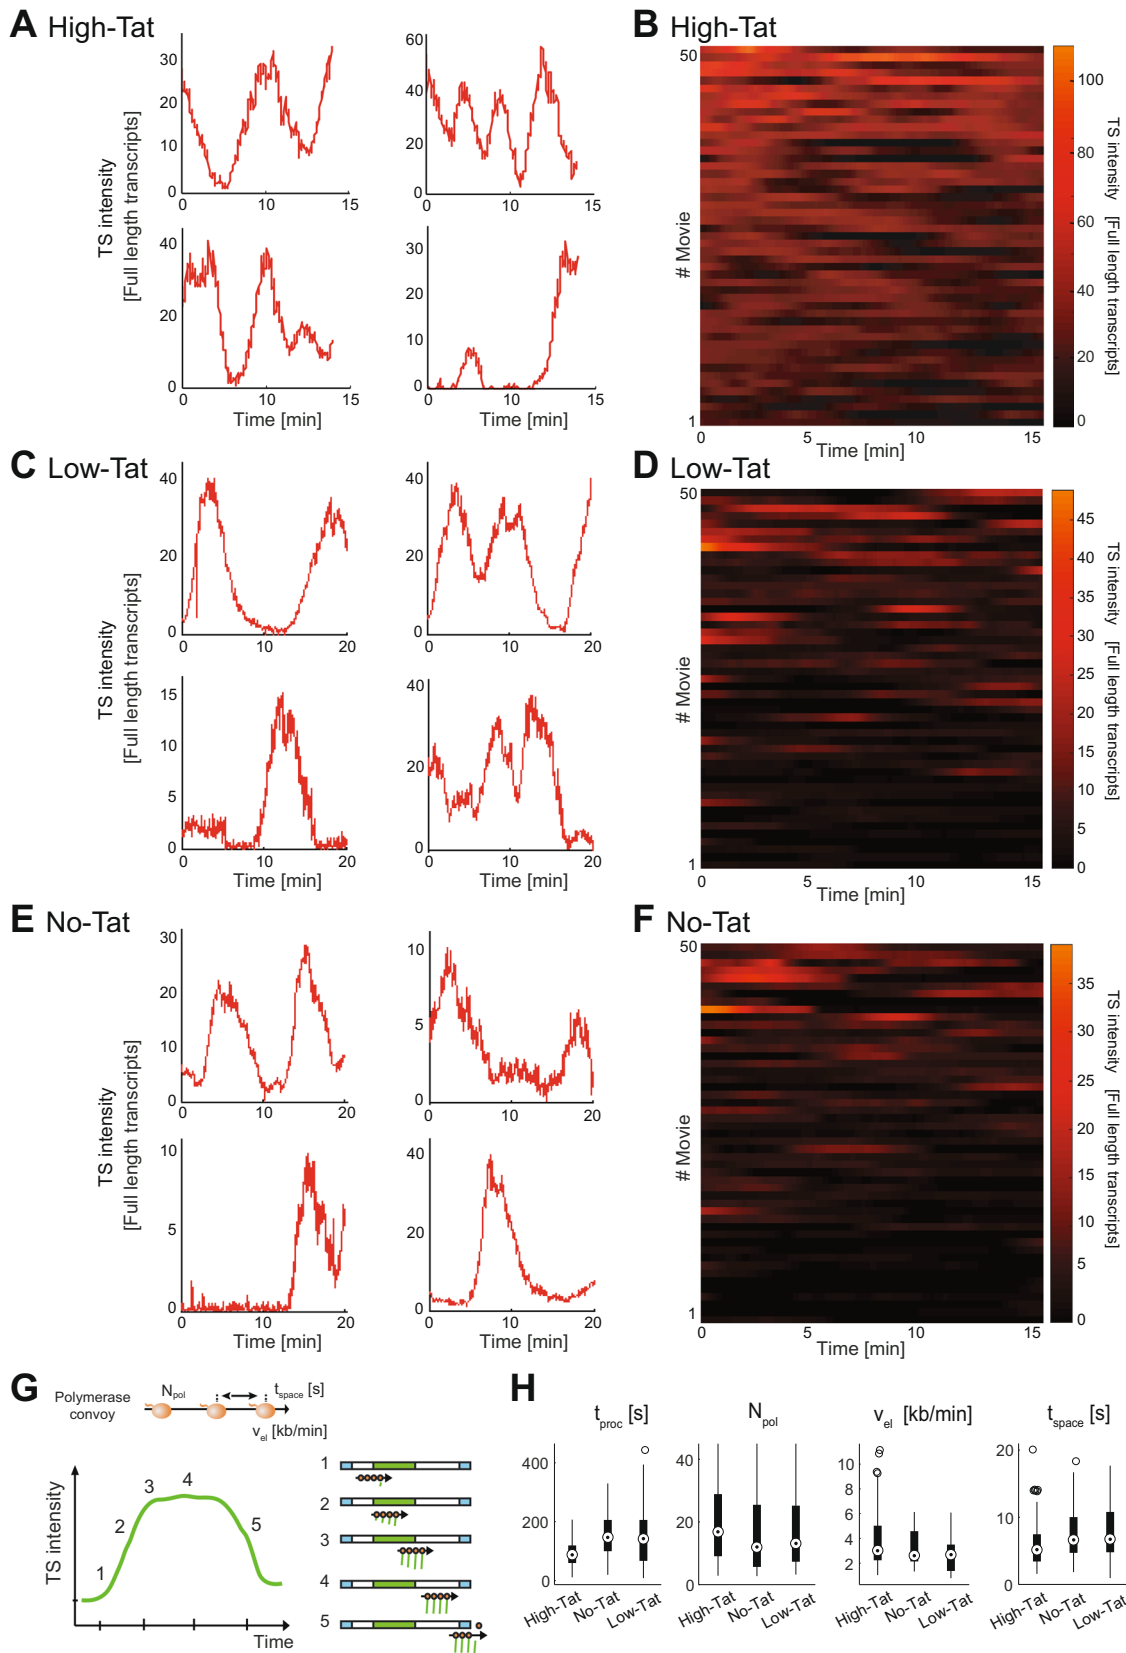 A High-Tat
30
20
10
0
0
10
15
60
40
20
0
0
10
15
40
20
0
0
10
15
30
20
10
0
0
10
15
TS intensity
[Full length transcripts]
Time [min]
Time [min]
B High-Tat
50
1
# Movie
0
5
10
15
Time [min]
100
80
60
40
20
0
TS intensity [Full length transcripts]
C Low-Tat
40
20
0
0
10
20
40
20
0
0
10
20
15
10
5
0
0
10
20
40
20
0
0
10
20
TS intensity
[Full length transcripts]
Time [min]
Time [min]
D Low-Tat
50
1
# Movie
0
5
10
15
Time [min]
45
40
35
30
25
20
15
10
5
0
TS intensity [Full length transcripts]
E No-Tat
30
20
10
0
0
10
20
10
5
0
0
10
20
10
5
0
0
10
20
40
20
0
0
10
20
TS intensity
[Full length transcripts]
Time [min]
Time [min]
F No-Tat
50
1
# Movie
0
5
10
15
Time [min]
35
30
25
20
15
10
5
0
TS intensity [Full length transcripts]
G
Polymerase
convoy
Npol
tspace [s]
vel [kb/min]
TS intensity
1
2
3
4
5
Time
1
2
3
4
5
H
tproc [s]
400
200
0
High-Tat
No-Tat
Low-Tat
Npol
40
20
0
High-Tat
No-Tat
Low-Tat
vel [kb/min]
10
8
6
4
2
High-Tat
No-Tat
Low-Tat
tspace [s]
20
10
0
High-Tat
No-Tat
Low-Tat